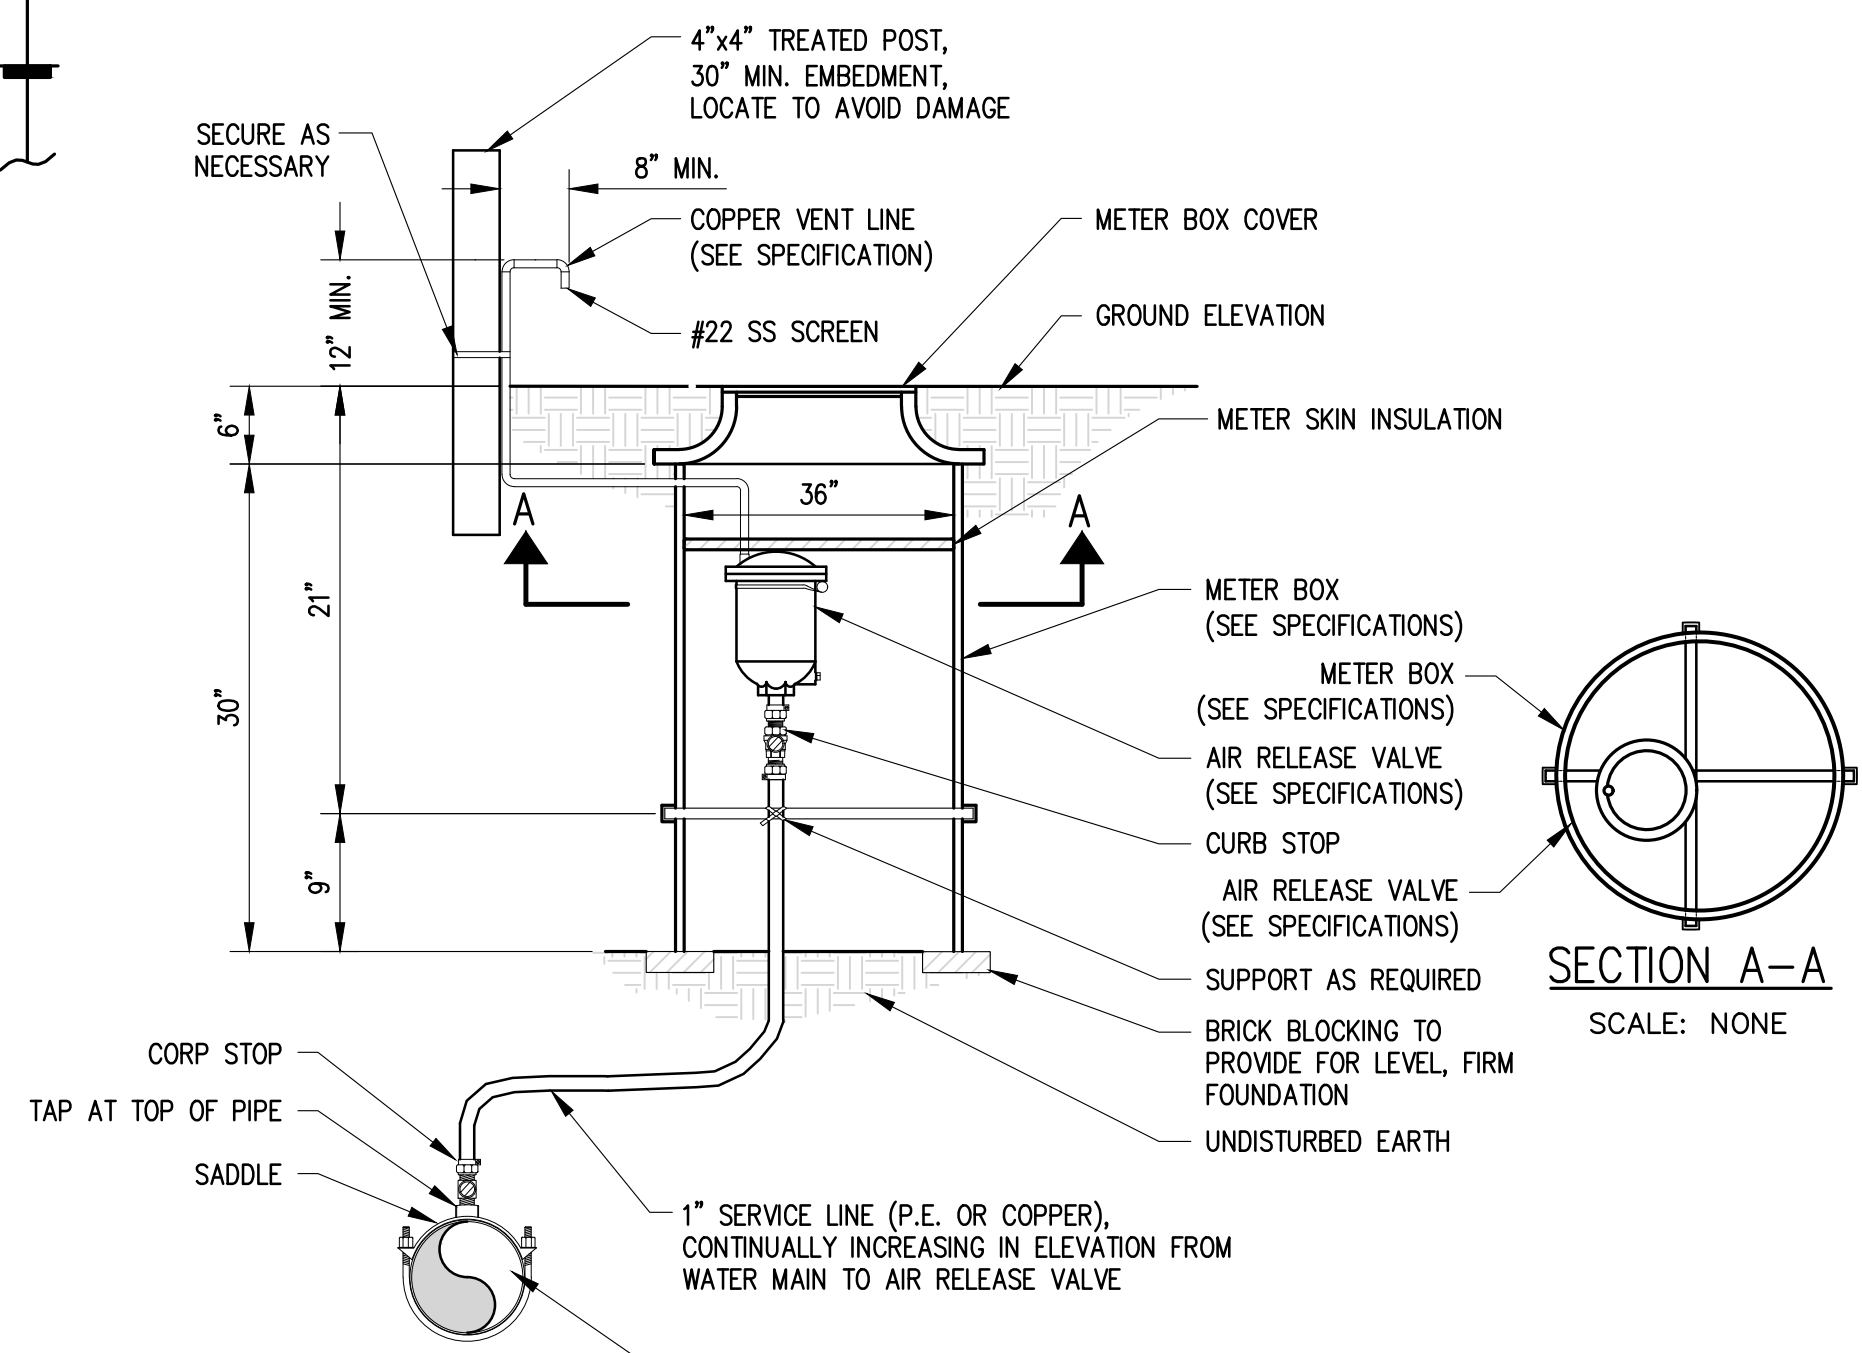 4"x4" TREATED POST,
30" MIN. EMBEDMENT,
LOCATE TO AVOID DAMAGE
SECURE AS
NECESSARY
8" MIN.
COPPER VENT LINE
(SEE SPECIFICATION)
#22 SS SCREEN
12" MIN.
METER BOX COVER
GROUND ELEVATION
METER SKIN INSULATION
6"
36"
A
A
21"
30"
9"
METER BOX
(SEE SPECIFICATIONS)
METER BOX
(SEE SPECIFICATIONS)
AIR RELEASE VALVE
(SEE SPECIFICATIONS)
CURB STOP
AIR RELEASE VALVE
(SEE SPECIFICATIONS)
SECTION A-A
SCALE: NONE
SUPPORT AS REQUIRED
BRICK BLOCKING TO
PROVIDE FOR LEVEL, FIRM
FOUNDATION
UNDISTURBED EARTH
CORP STOP
TAP AT TOP OF PIPE
SADDLE
1" SERVICE LINE (P.E. OR COPPER),
CONTINUALLY INCREASING IN ELEVATION FROM
WATER MAIN TO AIR RELEASE VALVE